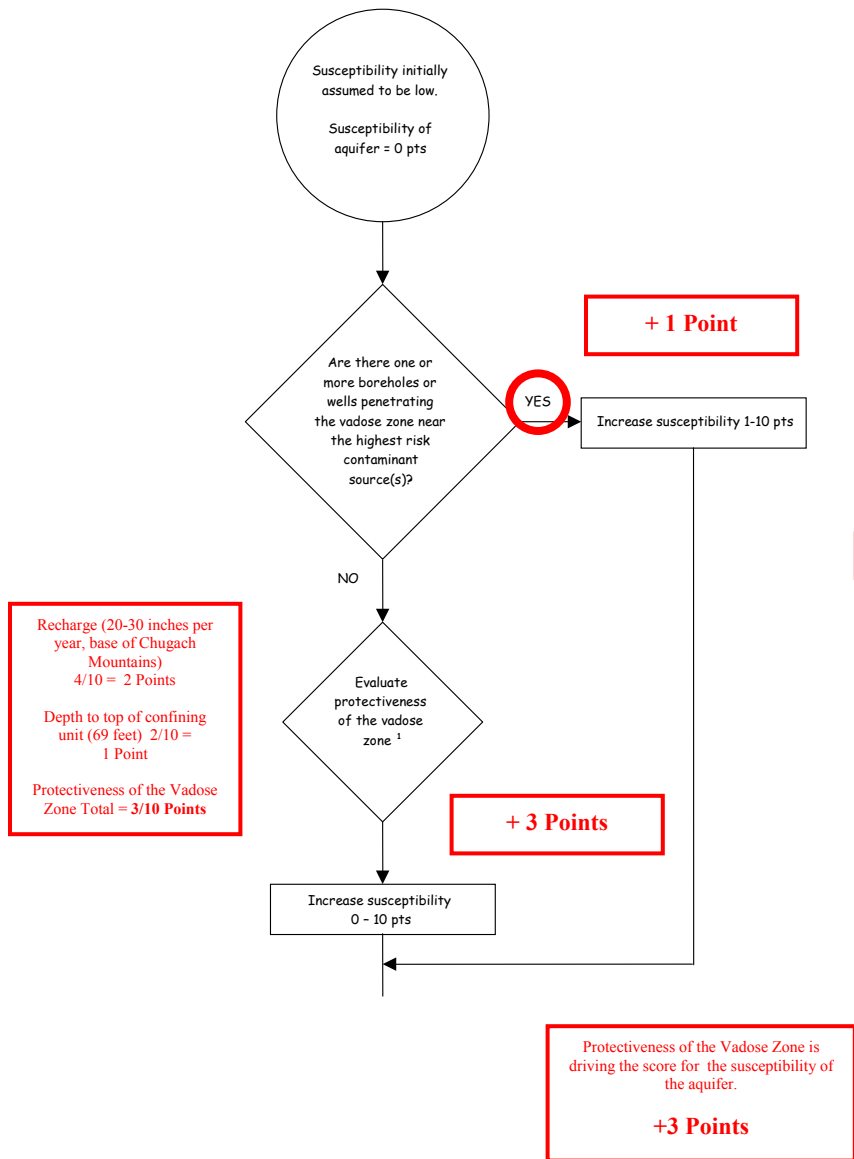 Susceptibility initially
assumed to be low.
Susceptibility of
aquifer = 0 pts
+ 1 Point
Are there one or
more boreholes or
wells penetrating
the vadose zone near
the highest risk
contaminant
source(s)?
YES
Increase susceptibility 1-10 pts
NO
Recharge (20-30 inches per
year, base of Chugach
Mountains)
4/10 = 2 Points
Depth to top of confining
unit (69 feet) 2/10 =
1 Point
Protectiveness of the Vadose
Zone Total = 3/10 Points
Evaluate
protectiveness
of the vadose
zone ¹
+ 3 Points
Increase susceptibility
0 – 10 pts
Protectiveness of the Vadose Zone is
driving the score for the susceptibility of
the aquifer.
+3 Points